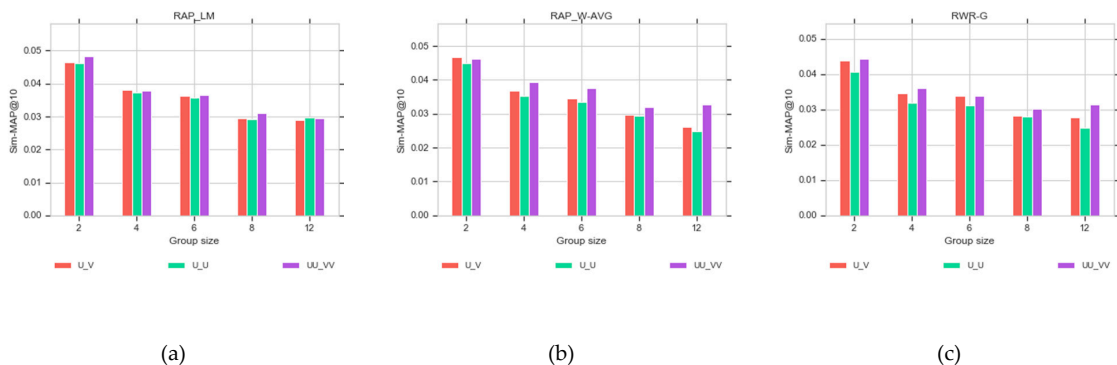 RAP_LM
Sim-MAP@10
0.05
0.04
0.03
0.02
0.01
0.00
2 4 6 8 12
Group size
U_V U_U UU_VV
(a)
RAP_W-AVG
Sim-MAP@10
0.05
0.04
0.03
0.02
0.01
0.00
2 4 6 8 12
Group size
U_V U_U UU_VV
(b)
RWR-G
Sim-MAP@10
0.05
0.04
0.03
0.02
0.01
0.00
2 4 6 8 12
Group size
U_V U_U UU_VV
(c)